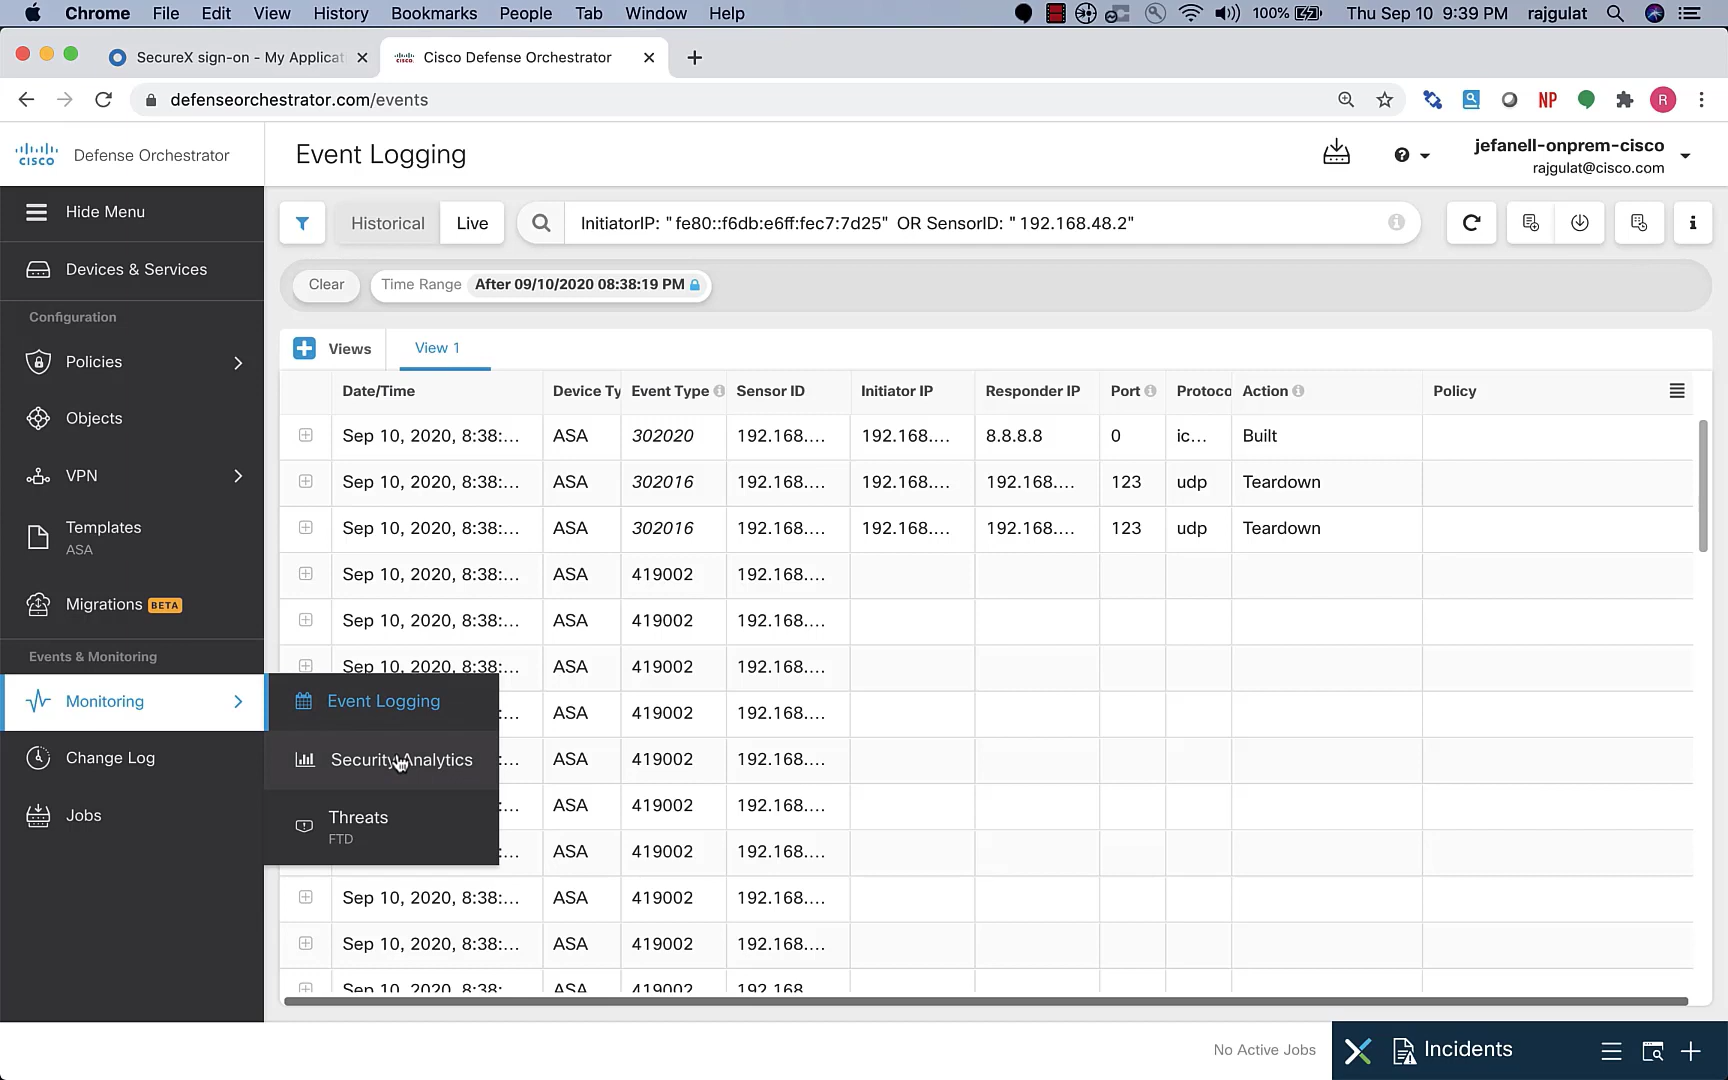 Chrome File Edit View History Bookmarks People Tab Window Help 100% Thu Sep 10 9:39 PM rajgulat
SecureX sign-on - My Applicat
Cisco Defense Orchestrator
defenseorchestrator.com/events
NP
R
CISCO
Defense Orchestrator
Event Logging
jefanell-onprem-cisco
rajgulat@cisco.com
Hide Menu
Historical Live
InitiatorIP: "fe80::f6db:e6ff:fec7:7d25" OR SensorID: "192.168.48.2"
Devices & Services
Clear
Time Range After 09/10/2020 08:38:19 PM
Configuration
Policies
Objects
VPN
Templates
ASA
Migrations BETA
Events & Monitoring
Monitoring
Change Log
Jobs
Event Logging
Security Analytics
Threats
FTD
Views View 1
Date/Time Device Ty Event Type Sensor ID Initiator IP Responder IP Port Protoco Action Policy
Sep 10, 2020, 8:38:... ASA 302020 192.168.... 192.168.... 8.8.8.8 0 ic... Built
Sep 10, 2020, 8:38:... ASA 302016 192.168.... 192.168.... 192.168.... 123 udp Teardown
Sep 10, 2020, 8:38:... ASA 302016 192.168.... 192.168.... 192.168.... 123 udp Teardown
Sep 10, 2020, 8:38:... ASA 419002 192.168....
Sep 10, 2020, 8:38:... ASA 419002 192.168....
Sep 10, 2020, 8:38:... ASA 419002 192.168....
:... ASA 419002 192.168....
:... ASA 419002 192.168....
:... ASA 419002 192.168....
:... ASA 419002 192.168....
Sep 10, 2020, 8:38:... ASA 419002 192.168....
Sep 10, 2020, 8:38:... ASA 419002 192.168....
Sep 10, 2020, 8:38: ASA 419002 192.168
No Active Jobs
Incidents